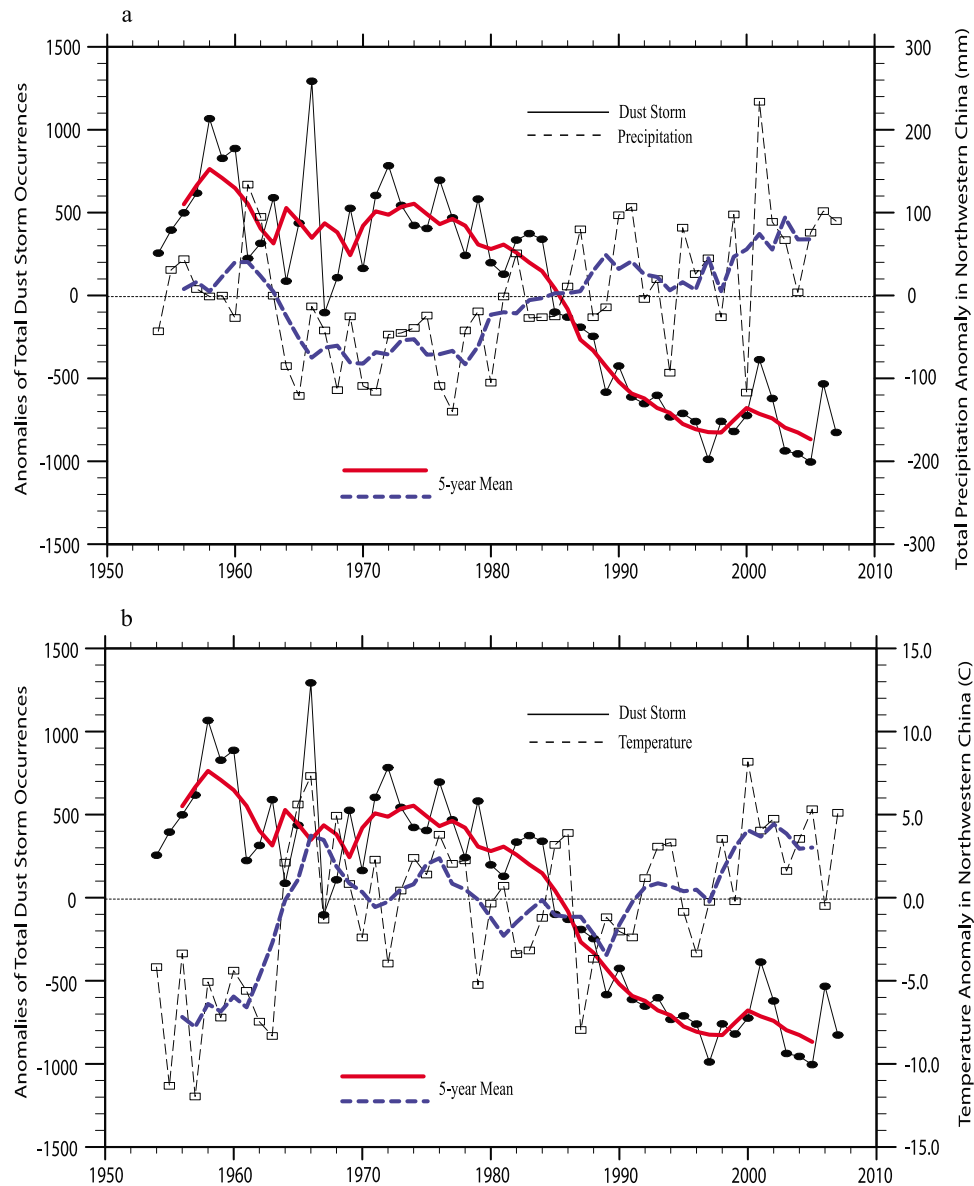 a
1500
1000
500
0
-500
-1000
-1500
300
200
100
0
-100
-200
-300
Anomalies of Total Dust Storm Occurrences
Total Precipitation Anomaly in Northwestern China (mm)
Dust Storm
Precipitation
5-year Mean
1950 1960 1970 1980 1990 2000 2010
b
1500
1000
500
0
-500
-1000
-1500
15.0
10.0
5.0
0.0
-5.0
-10.0
-15.0
Anomalies of Total Dust Storm Occurrences
Temperature Anomaly in Northwestern China (C)
Dust Storm
Temperature
5-year Mean
1950 1960 1970 1980 1990 2000 2010